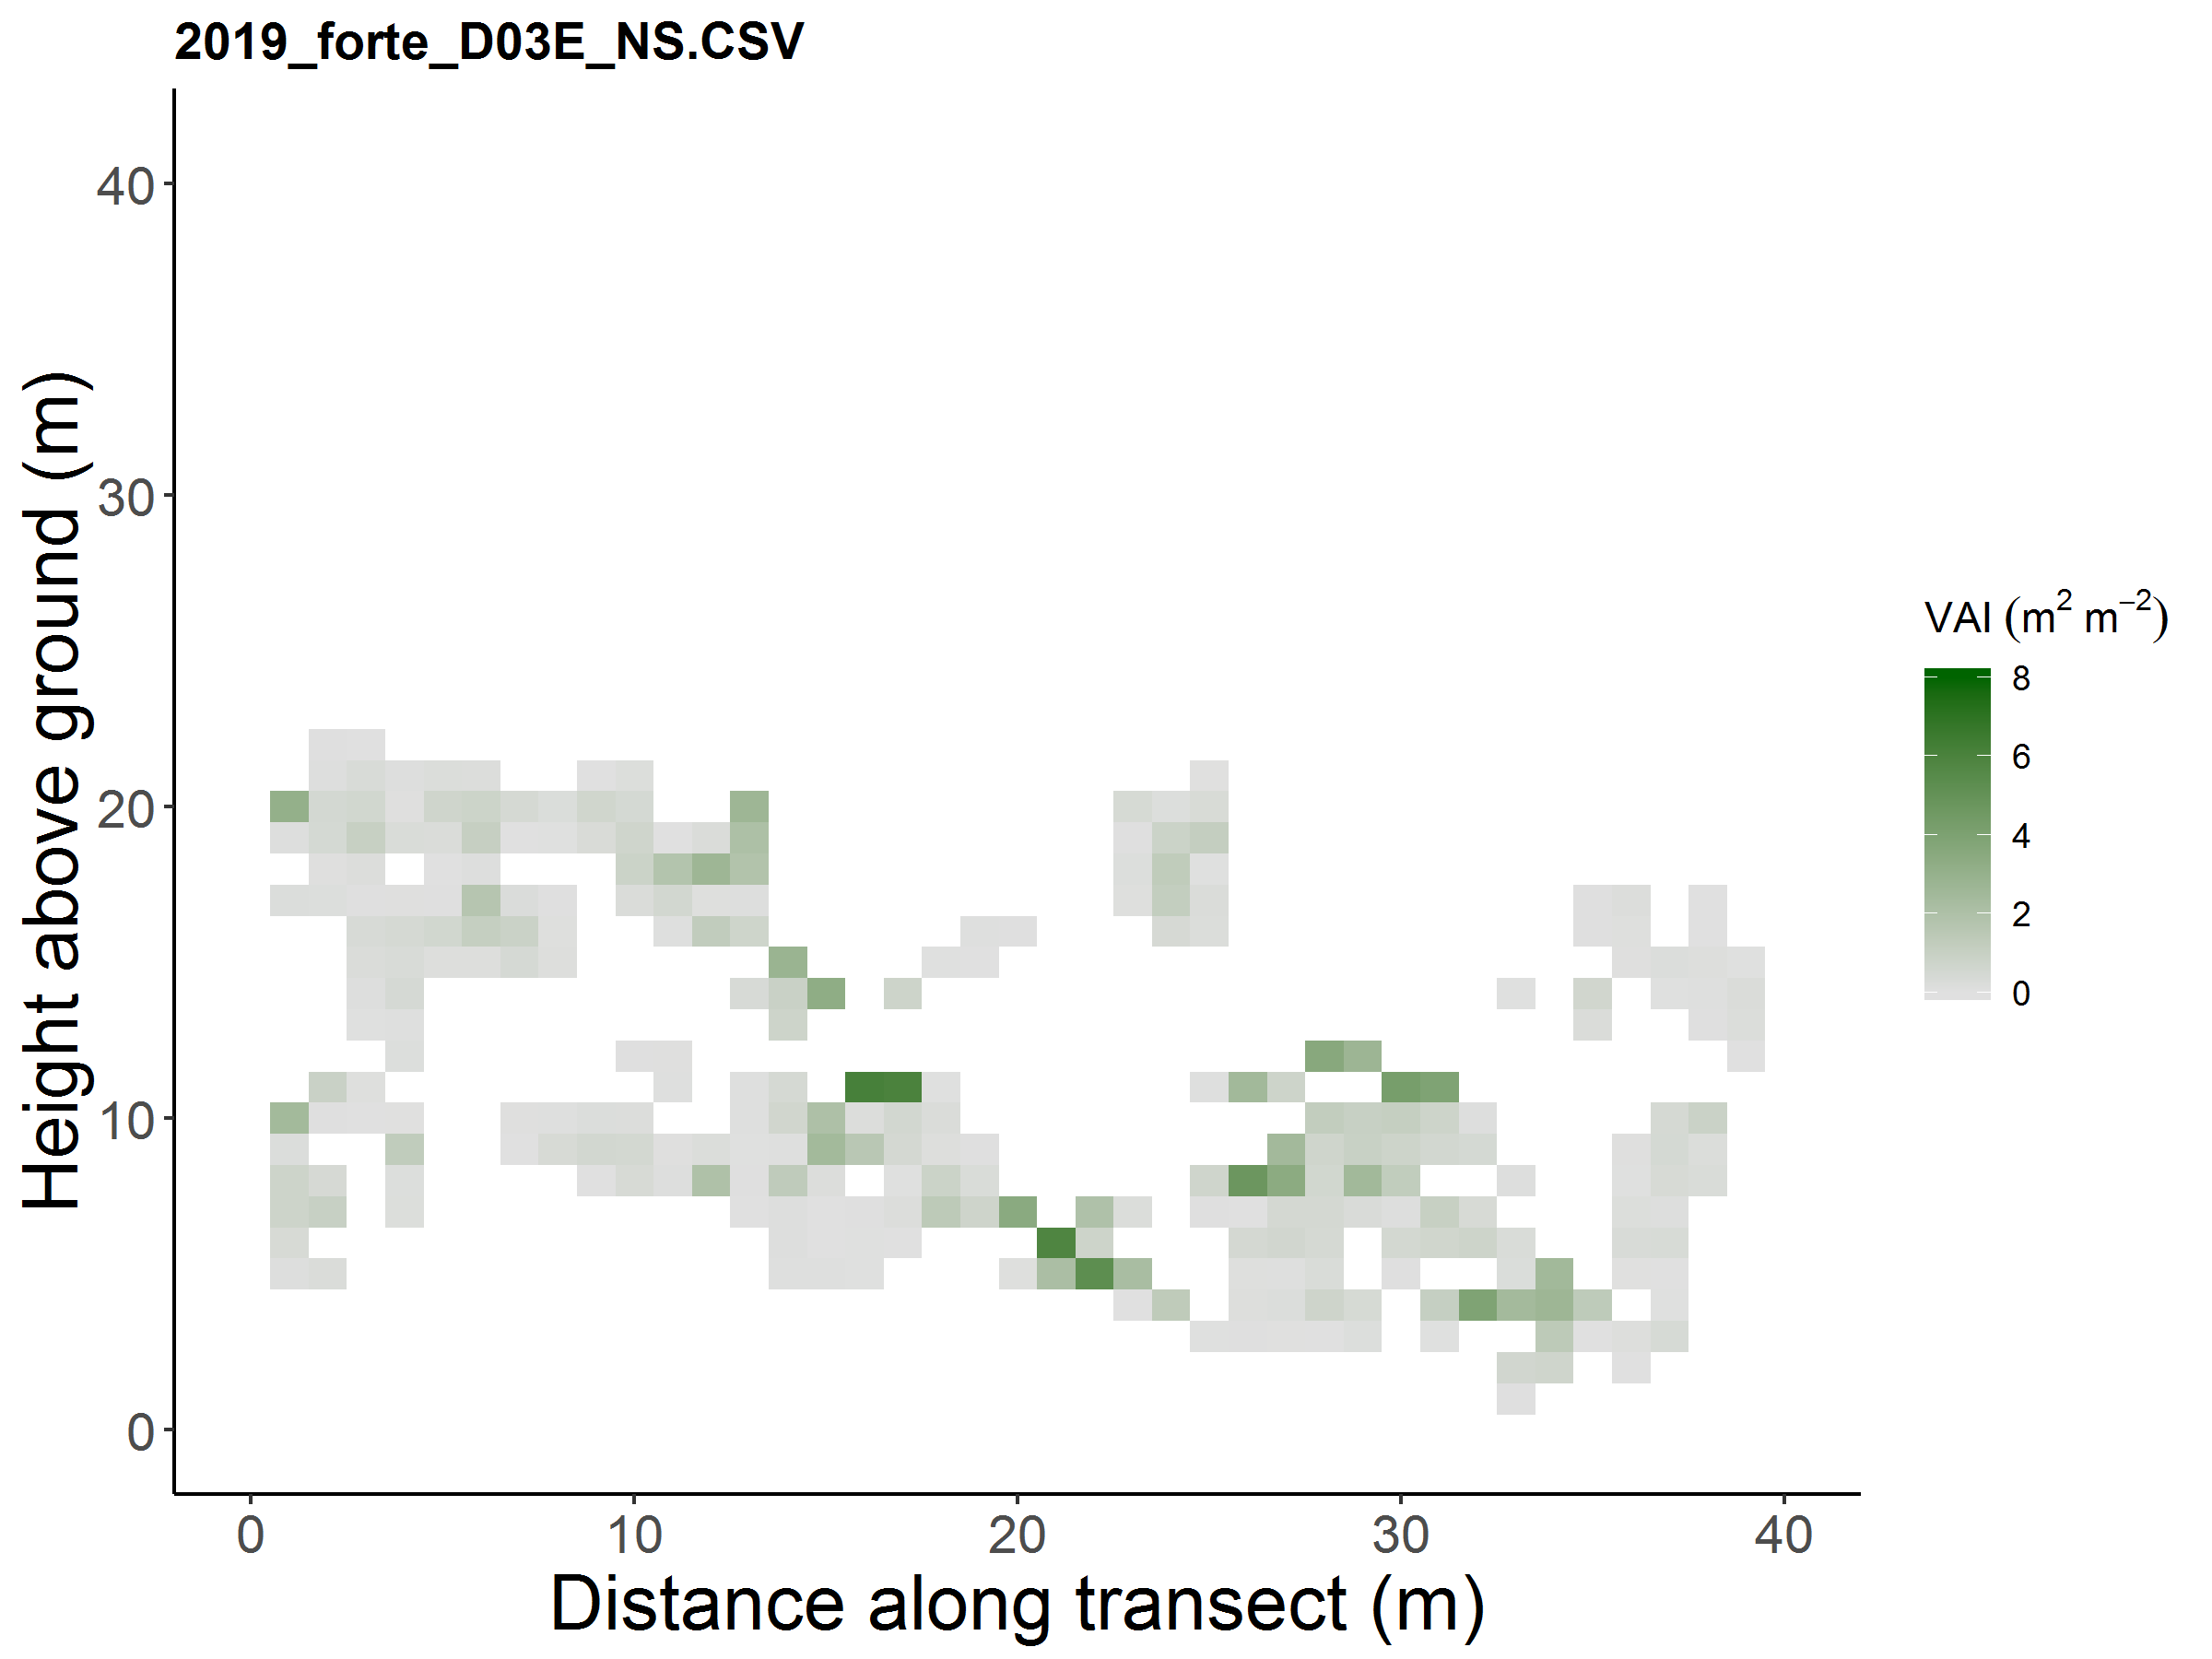 2019_forte_D03E_NS.CSV
Height above ground (m)
40
30
20
10
0
0 10 20 30 40
Distance along transect (m)
VAI (m² m⁻²)
8
6
4
2
0